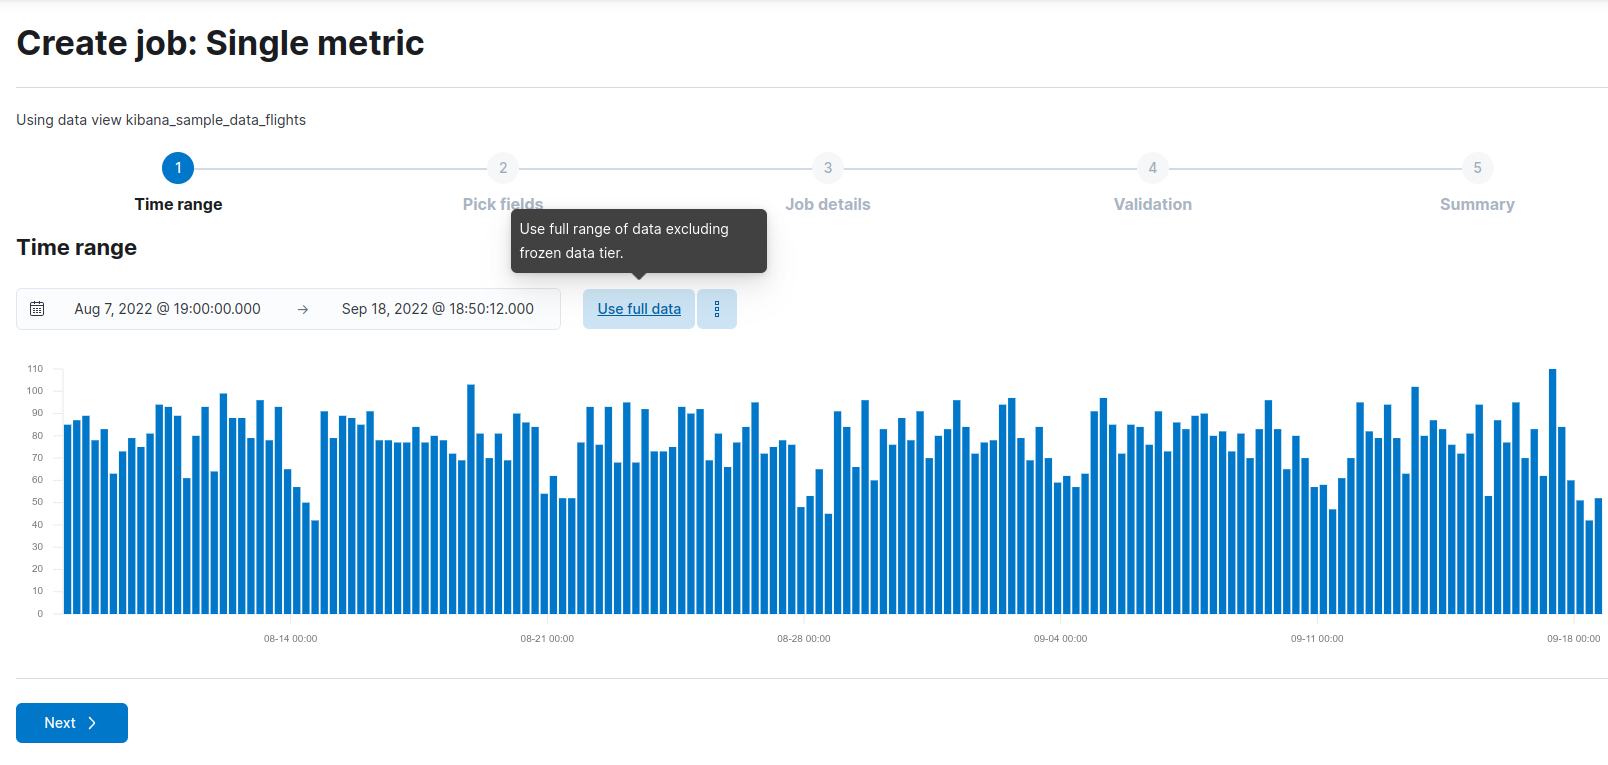 Create job: Single metric
Using data view kibana_sample_data_flights
1 2 3 4 5
Time range Pick fields Job details Validation Summary
Use full range of data excluding
frozen data tier.
Time range
Aug 7, 2022 @ 19:00:00.000 → Sep 18, 2022 @ 18:50:12.000 Use full data
110
100
90
80
70
60
50
40
30
20
10
0
08-14 00:00 08-21 00:00 08-28 00:00 09-04 00:00 09-11 00:00 09-18 00:00
Next